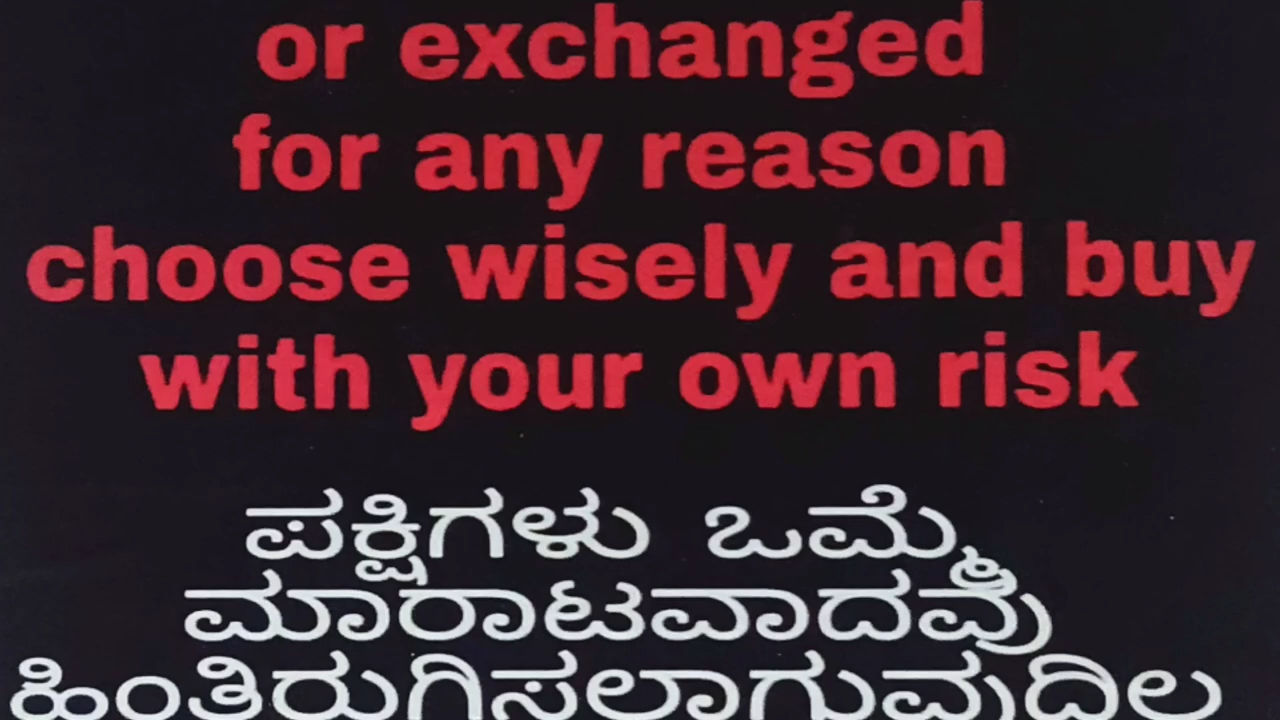 or exchanged
for any reason
choose wisely and buy
with your own risk
ಪಕ್ಷಿಗಳು ಒಮ್ಮೆ
ಮಾರಾಟವಾದವು
ಹಿಂತಿರುಗಿಸಲಾಗುವುದಿಲ